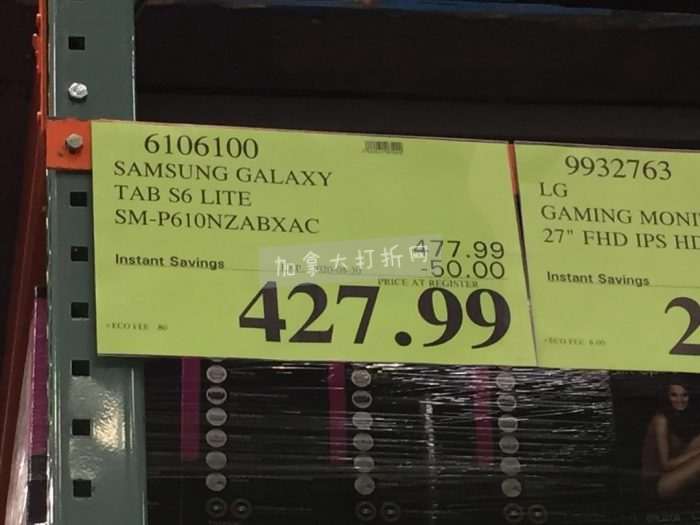 6106100
SAMSUNG GALAXY
TAB S6 LITE
SM-P610NZABXAC
477.99
Instant Savings
-50.00
PRICE AT REGISTER
427.99
加拿大打折网
9932763
LG
GAMING MONI
27" FHD IPS HD
Instant Savings
2